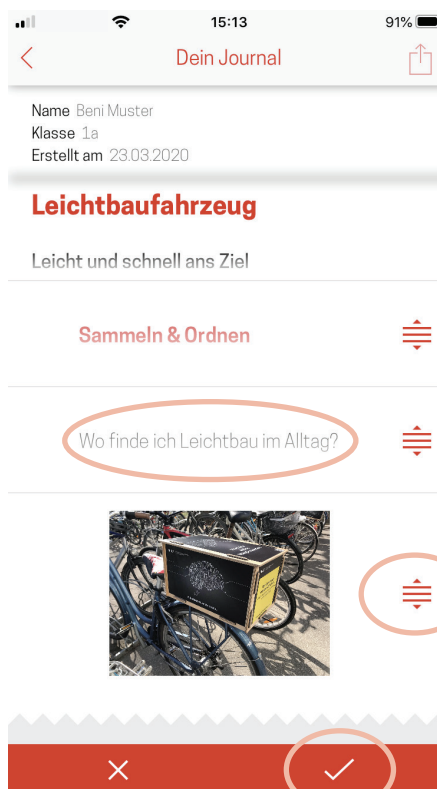 15:13
91%
Dein Journal
Name Beni Muster
Klasse 1a
Erstellt am 23.03.2020
Leichtbaufahrzeug
Leicht und schnell ans Ziel
Sammeln & Ordnen
Wo finde ich Leichtbau im Alltag?